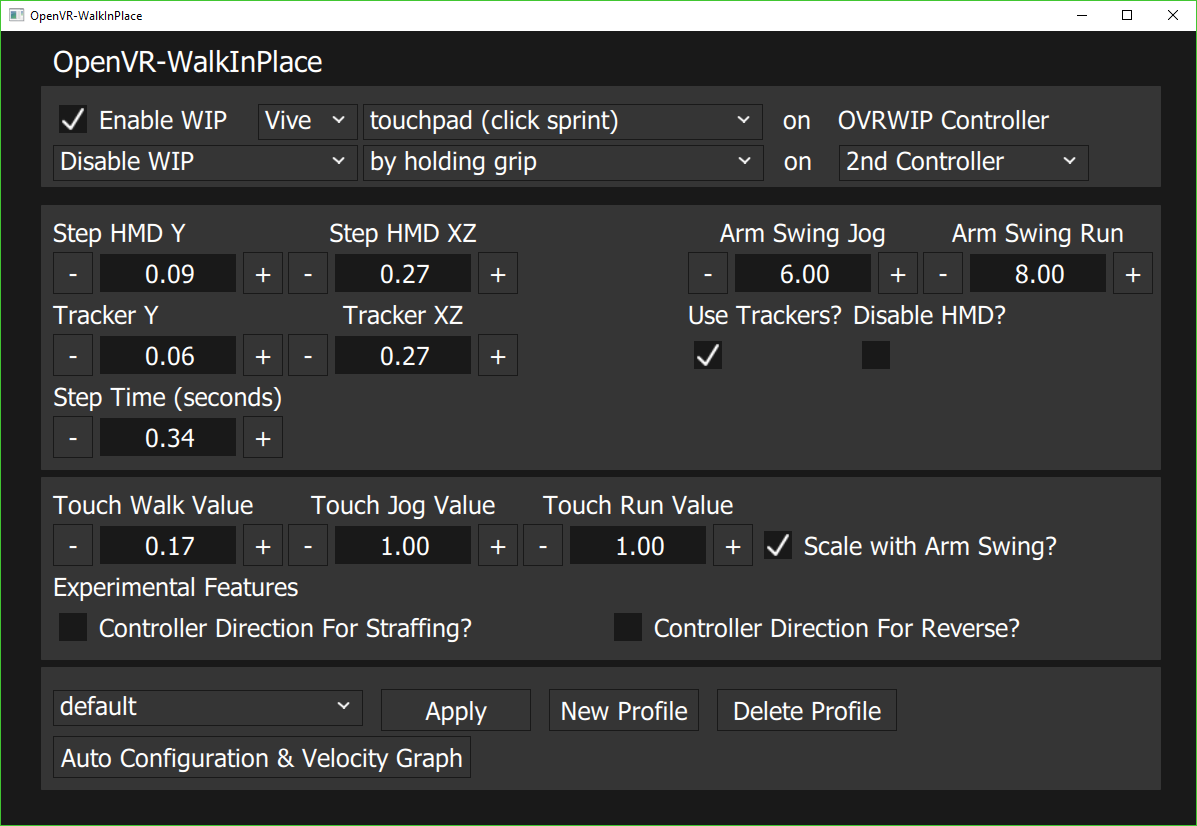 OpenVR-WalkInPlace
OpenVR-WalkInPlace
Enable WIP Vive touchpad (click sprint) on OVRWIP Controller
Disable WIP by holding grip on 2nd Controller
Step HMD Y Step HMD XZ Arm Swing Jog Arm Swing Run
- 0.09 + - 0.27 + - 6.00 + - 8.00 +
Tracker Y Tracker XZ Use Trackers? Disable HMD?
- 0.06 + - 0.27 +
Step Time (seconds)
- 0.34 +
Touch Walk Value Touch Jog Value Touch Run Value
- 0.17 + - 1.00 + - 1.00 + Scale with Arm Swing?
Experimental Features
Controller Direction For Straffing? Controller Direction For Reverse?
default Apply New Profile Delete Profile
Auto Configuration & Velocity Graph